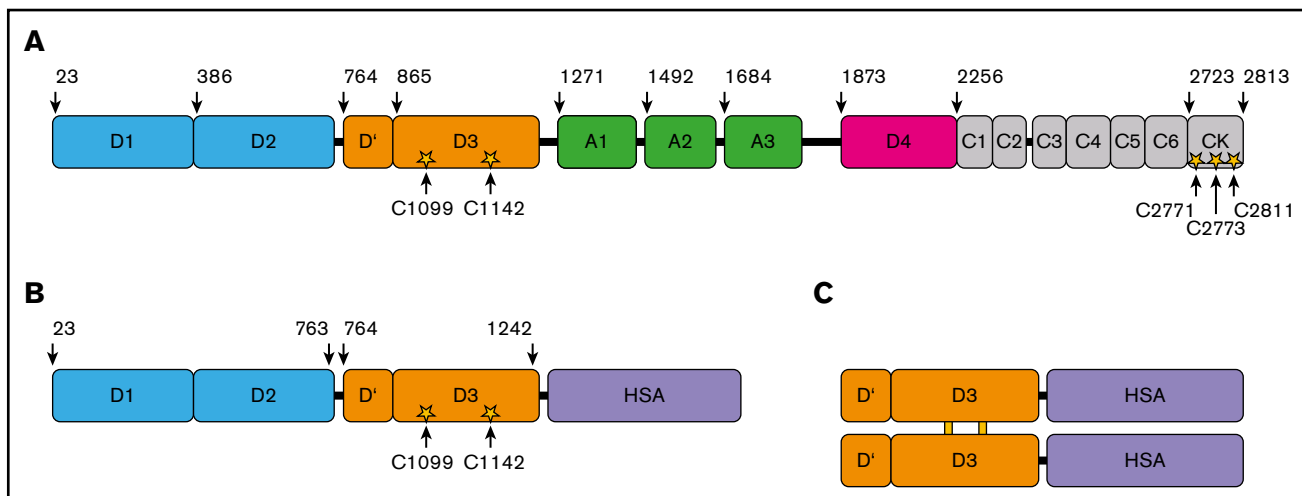 A
23 386 764 865 1271 1492 1684 1873 2256 2723 2813
D1 D2 D‘ D3 A1 A2 A3 D4 C1 C2 C3 C4 C5 C6 CK
C1099 C1142 C2771 C2811
C2773
B C
23 763 764 1242
D1 D2 D‘ D3 HSA D‘ D3 HSA
C1099 C1142 D‘ D3 HSA